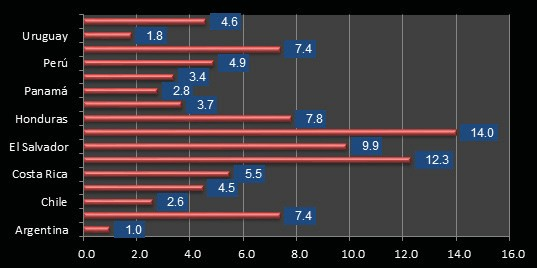 4.6
Uruguay 1.8
7.4
Perú 4.9
3.4
Panamá 2.8
3.7
Honduras 7.8
14.0
El Salvador 9.9
12.3
Costa Rica 5.5
4.5
Chile 2.6
7.4
Argentina 1.0
0.0 2.0 4.0 6.0 8.0 10.0 12.0 14.0 16.0